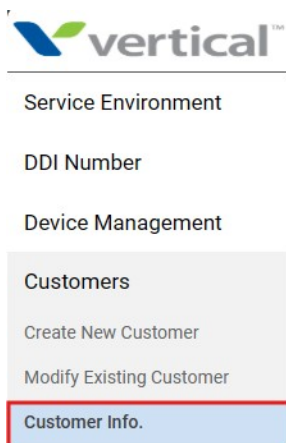 vertical™
Service Environment
DDI Number
Device Management
Customers
Create New Customer
Modify Existing Customer
Customer Info.